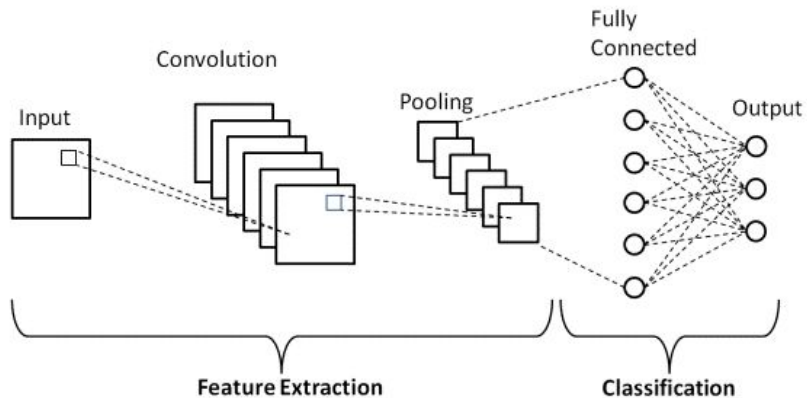 Input
Convolution
Pooling
Fully
Connected
Output
Feature Extraction
Classification